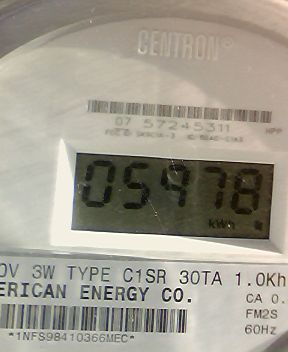 CENTRON®
07 57245311
05978
kWh
0V 3W TYPE C1SR 30TA 1.0Kh
ERICAN ENERGY CO.
CA 0.
FM2S
60Hz
*1NFS98410366MEC*